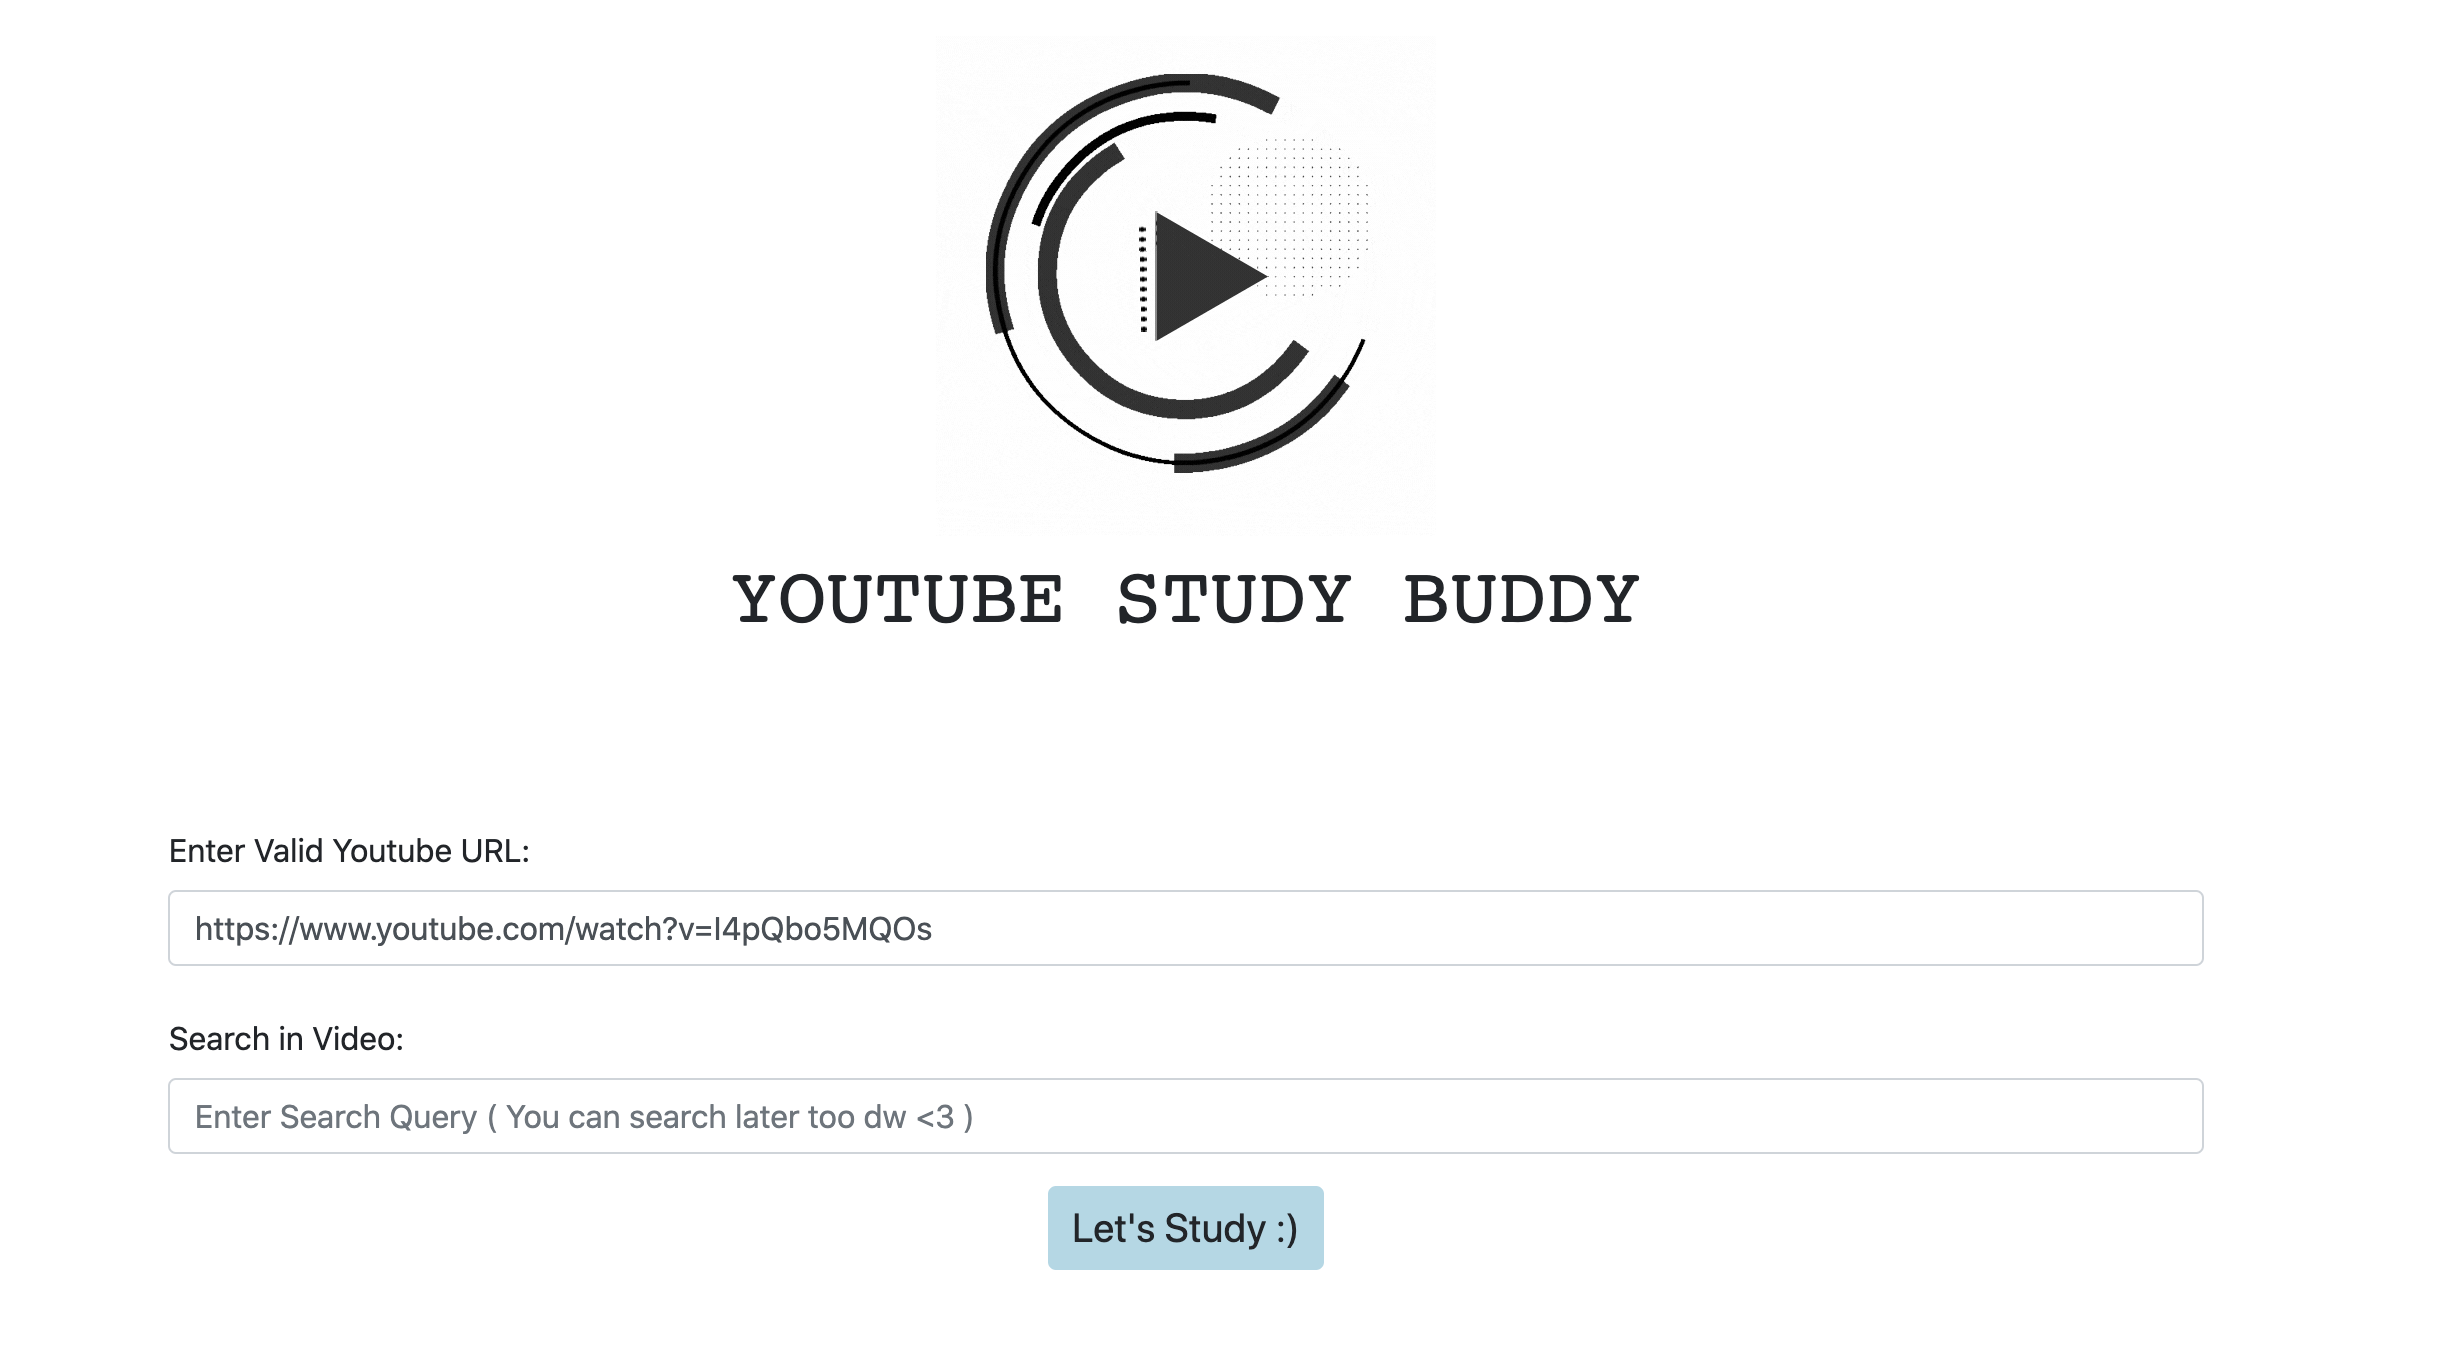 YOUTUBE STUDY BUDDY
Enter Valid Youtube URL:
https://www.youtube.com/watch?v=I4pQbo5MQOs
Search in Video:
Enter Search Query ( You can search later too dw <3 )
Let's Study :)